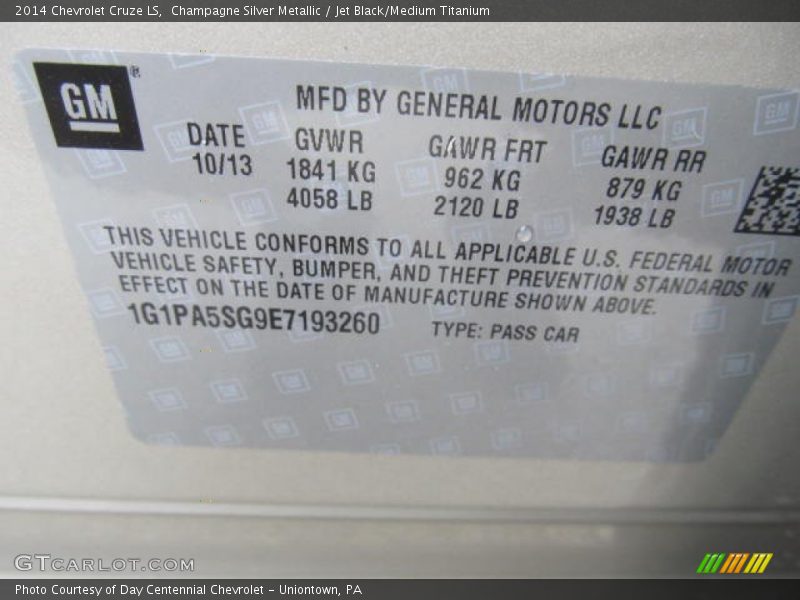 2014 Chevrolet Cruze LS,  Champagne Silver Metallic / Jet Black/Medium Titanium
GM®
MFD BY GENERAL MOTORS LLC
DATE GVWR GAWR FRT GAWR RR
10/13 1841 KG 962 KG 879 KG
4058 LB 2120 LB 1938 LB
THIS VEHICLE CONFORMS TO ALL APPLICABLE U.S. FEDERAL MOTOR
VEHICLE SAFETY, BUMPER, AND THEFT PREVENTION STANDARDS IN
EFFECT ON THE DATE OF MANUFACTURE SHOWN ABOVE.
1G1PA5SG9E7193260 TYPE: PASS CAR
GTCARLOT.COM
Photo Courtesy of Day Centennial Chevrolet - Uniontown, PA